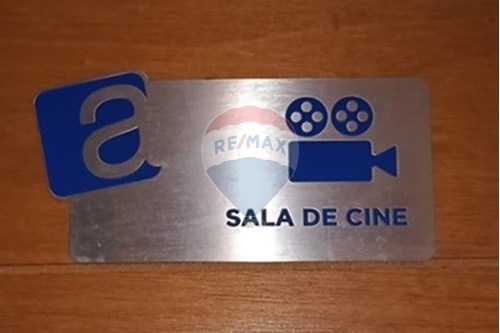 a
RE/MAX
SALA DE CINE